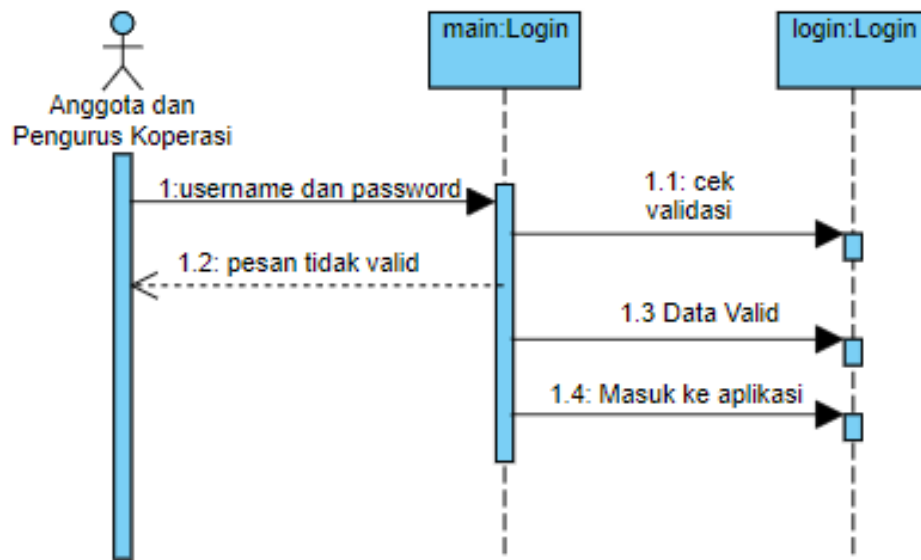 main:Login
login:Login
Anggota dan
Pengurus Koperasi
1:username dan password
1.1: cek
validasi
1.2: pesan tidak valid
1.3 Data Valid
1.4: Masuk ke aplikasi